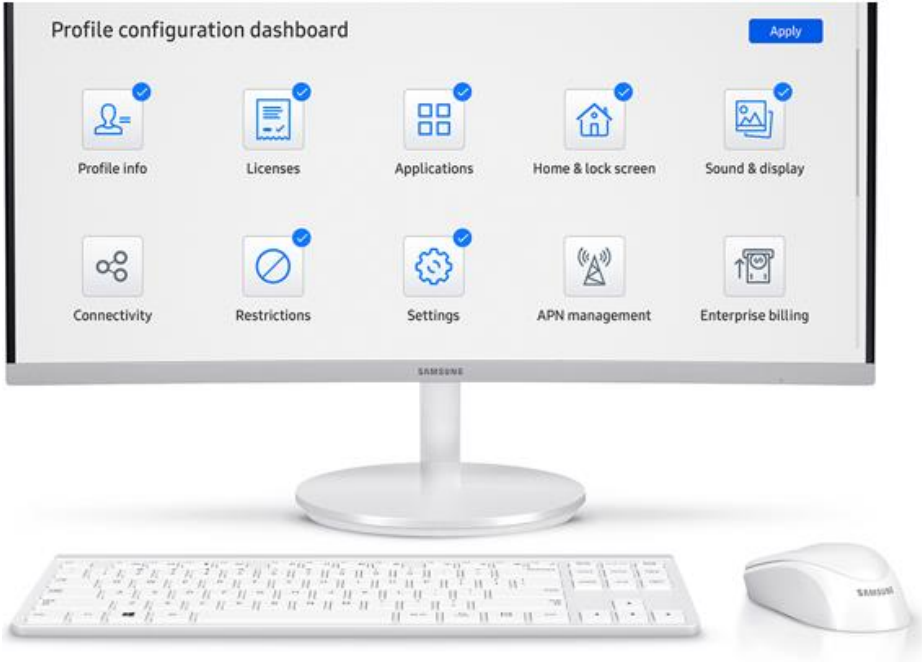 Profile configuration dashboard
Apply
Profile info
Licenses
Applications
Home & lock screen
Sound & display
Connectivity
Restrictions
Settings
APN management
Enterprise billing
SAMSUNG
SAMSUNG